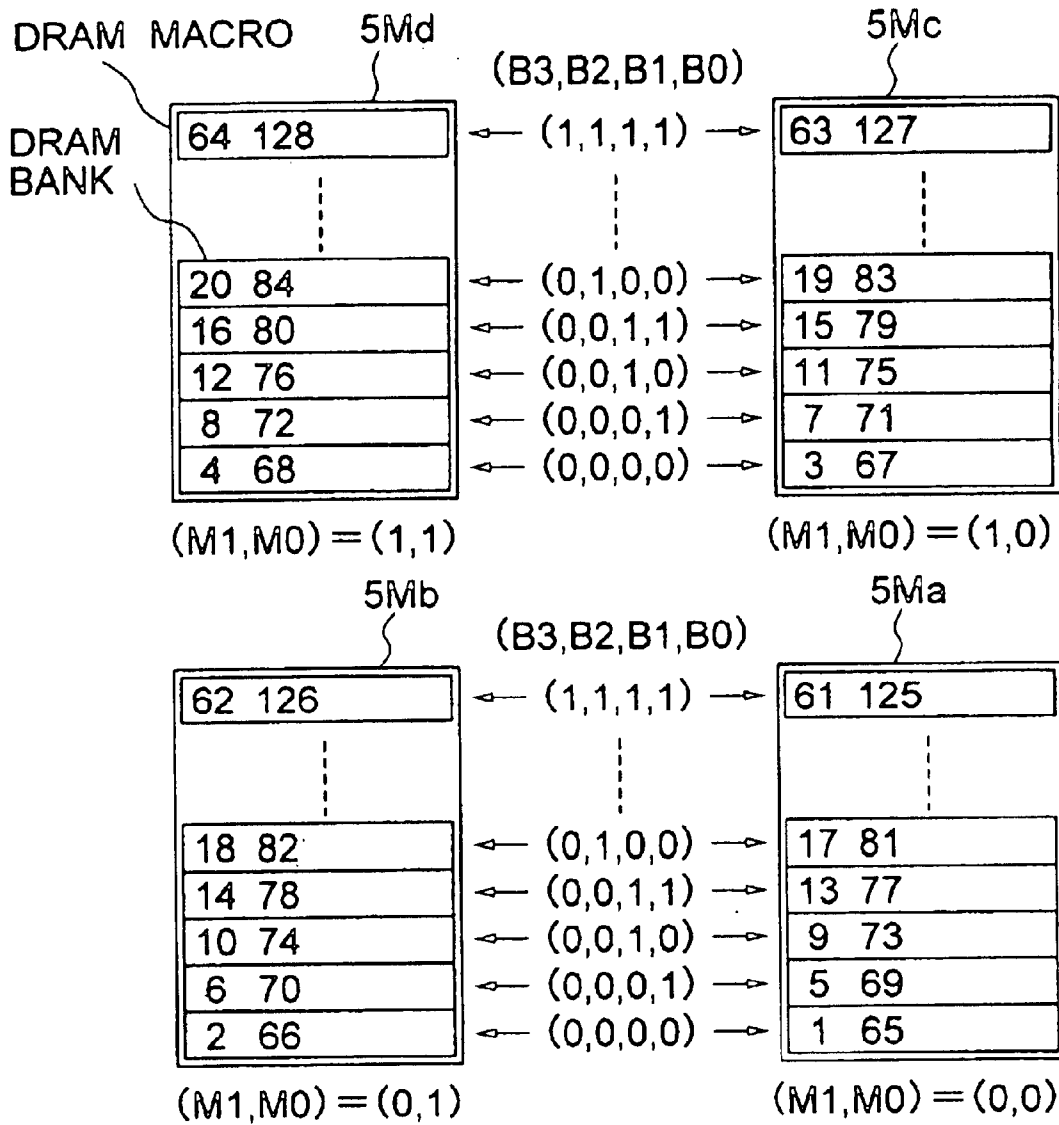 DRAM MACRO 5Md 5Mc
(B3,B2,B1,B0)
64 128 (1,1,1,1) 63 127
DRAM
BANK
20 84 (0,1,0,0) 19 83
16 80 (0,0,1,1) 15 79
12 76 (0,0,1,0) 11 75
8 72 (0,0,0,1) 7 71
4 68 (0,0,0,0) 3 67
(M1,M0)=(1,1) (M1,M0)=(1,0)
5Mb 5Ma
(B3,B2,B1,B0)
62 126 (1,1,1,1) 61 125
18 82 (0,1,0,0) 17 81
14 78 (0,0,1,1) 13 77
10 74 (0,0,1,0) 9 73
6 70 (0,0,0,1) 5 69
2 66 (0,0,0,0) 1 65
(M1,M0)=(0,1) (M1,M0)=(0,0)